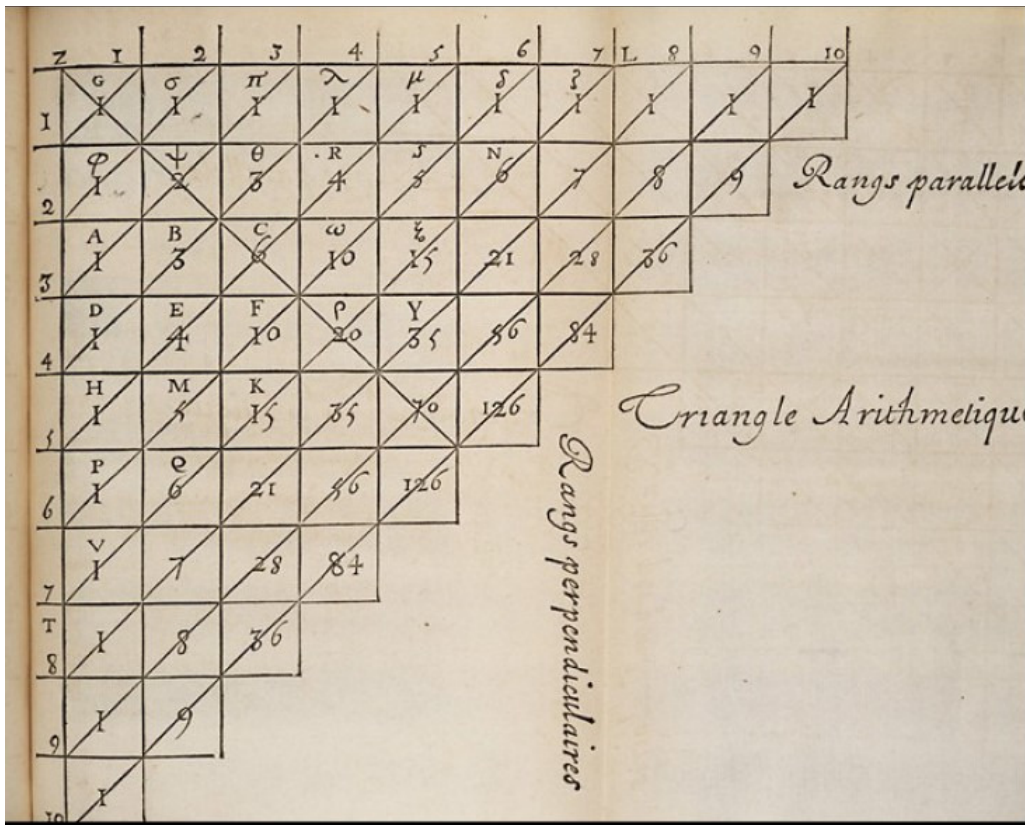 Z 1 2 3 4 5 6 7 L 8 9 10
G σ π λ μ δ ζ
1 1 1 1 1 1 1 1 1 1 1
φ ψ θ R S N
2 1 2 3 4 5 6 7 8 9
Rangs parallele
A B C ω ξ
3 1 3 6 10 15 21 28 36
D E F ρ Y
4 1 4 10 20 35 56 84
H M K
5 1 5 15 35 70 126
Triangle Arithmetique
P Q
6 1 6 21 56 126
V
7 1 7 28 84
T
8 1 8 36
9 1 9
10 1
Rangs perpendiculaires